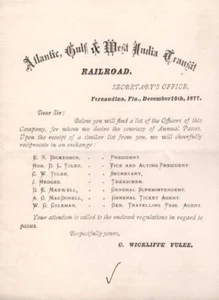 Atlantic, Gulf & West India Transit
RAILROAD.
SECRETARY'S OFFICE,
Fernandina, Fla., December 15th, 1877.
Dear Sir:
Below you will find a list of the Officers of this
Company, for whom we desire the courtesy of Annual Passes.
Upon the receipt of a similar list from you, we will cheerfully
reciprocate in an exchange:
E. N. DICKERSON, - - PRESIDENT.
HON. D. L. YULEE, - - VICE AND ACTING PRESIDENT.
C. W. YULEE, - - SECRETARY.
J. HEDGES, - - TREASURER.
D. E. MAXWELL, - - GENERAL SUPERINTENDENT.
A. O. MACDONELL, - - GENERAL TICKET AGENT.
W. O. COLEMAN, - - GEN. TRAVELLING PASS. AGENT.
Your attention is called to the enclosed regulations in regard to
passes.
Respectfully yours,
C. WICKLIFFE YULEE.